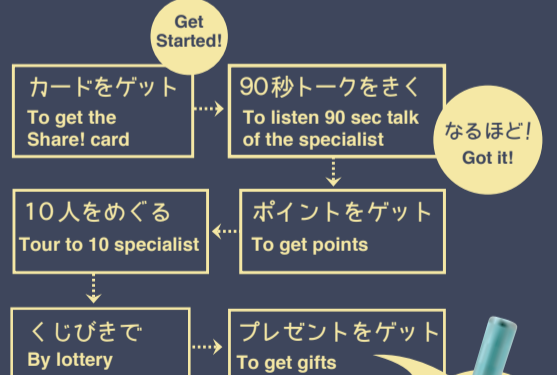 Get
Started!
カードをゲット
To get the
Share! card
90秒トークをきく
To listen 90 sec talk
of the specialist
なるほど!
Got it!
ポイントをゲット
To get points
10人をめぐる
Tour to 10 specialist
くじびきで
By lottery
プレゼントをゲット
To get gifts